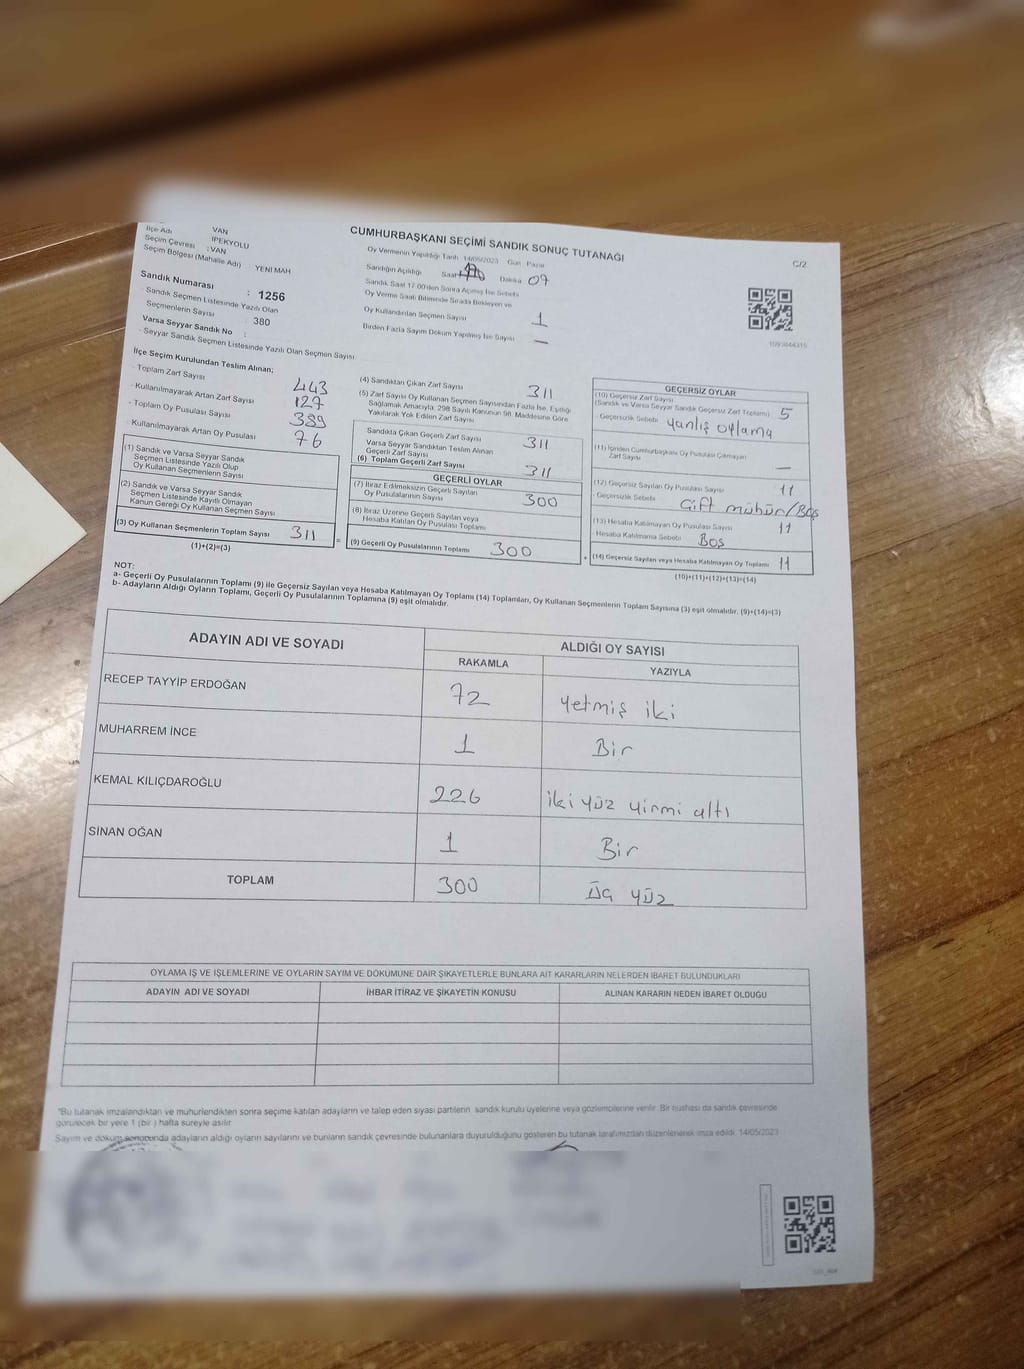 CUMHURBAŞKANI SEÇİMİ SANDIK SONUÇ TUTANAĞI
C/2
İlçe Adı VAN
Seçim Çevresi İPEKYOLU
Seçim Bölgesi (Mahalle Adı) : VAN
YENİ MAH
Sandık Numarası : 1256
Sandık Seçmen Listesinde Yazılı Olan
Seçmenlerin Sayısı : 380
Varsa Seyyar Sandık No :
Seyyar Sandık Seçmen Listesinde Yazılı Olan Seçmen Sayısı
Oy Vermenin Yapıldığı Tarih 14/05/2023 Gün Pazar
Sandığın Açıldığı Saat Dakika 07
Sandık Saat 17:00'den Sonra Açılmış İse Sebebi
Oy Verme Saati Bitiminde Sırada Bekleyen ve
Oy Kullandırılan Seçmen Sayısı 1
Birden Fazla Sayım Döküm Yapılmış İse Sayısı —
İlçe Seçim Kurulundan Teslim Alınan;
- Toplam Zarf Sayısı 443
- Kullanılmayarak Artan Zarf Sayısı 127
- Toplam Oy Pusulası Sayısı 389
- Kullanılmayarak Artan Oy Pusulası 76
(1) Sandık ve Varsa Seyyar Sandık
Seçmen Listesinde Yazılı Olup
Oy Kullanan Seçmenlerin Sayısı
(2) Sandık ve Varsa Seyyar Sandık
Seçmen Listesinde Kayıtlı Olmayan
Kanun Gereği Oy Kullanan Seçmen Sayısı
(3) Oy Kullanan Seçmenlerin Toplam Sayısı 311
(1)+(2)=(3)
(4) Sandıktan Çıkan Zarf Sayısı 311
(5) Zarf Sayısı Oy Kullanan Seçmen Sayısından Fazla İse, Eşitliği
Sağlamak Amacıyla, 298 Sayılı Kanunun 98. Maddesine Göre
Yakılarak Yok Edilen Zarf Sayısı
Sandıkta Çıkan Geçerli Zarf Sayısı 311
Varsa Seyyar Sandıktan Teslim Alınan
Geçerli Zarf Sayısı
(6) Toplam Geçerli Zarf Sayısı 311
GEÇERLİ OYLAR
(7) İtiraz Edilmeksizin Geçerli Sayılan
Oy Pusulalarının Sayısı 300
(8) İtiraz Üzerine Geçerli Sayılan veya
Hesaba Katılan Oy Pusulası Toplamı
(9) Geçerli Oy Pusulalarının Toplamı 300
GEÇERSİZ OYLAR
(10) Geçersiz Zarf Sayısı
(Sandık ve Varsa Seyyar Sandık Geçersiz Zarf Toplamı) 5
- Geçersizlik Sebebi yanlış oylama
(11) İçinden Cumhurbaşkanı Oy Pusulası Çıkmayan
Zarf Sayısı —
(12) Geçersiz Sayılan Oy Pusulası Sayısı 11
- Geçersizlik Sebebi Çift mühür/Boş
(13) Hesaba Katılmayan Oy Pusulası Sayısı 11
Hesaba Katılmama Sebebi Boş
(14) Geçersiz Sayılan veya Hesaba Katılmayan Oy Toplamı 11
(10)+(11)+(12)+(13)=(14)
NOT:
a- Geçerli Oy Pusulalarının Toplamı (9) ile Geçersiz Sayılan veya Hesaba Katılmayan Oy Toplamı (14) Toplamları, Oy Kullanan Seçmenlerin Toplam Sayısına (3) eşit olmalıdır. (9)+(14)=(3)
b- Adayların Aldığı Oyların Toplamı, Geçerli Oy Pusulalarının Toplamına (9) eşit olmalıdır.
ADAYIN ADI VE SOYADI ALDIĞI OY SAYISI
RAKAMLA YAZIYLA
RECEP TAYYİP ERDOĞAN 72 yetmiş iki
MUHARREM İNCE 1 Bir
KEMAL KILIÇDAROĞLU 226 iki yüz yirmi altı
SİNAN OĞAN 1 Bir
TOPLAM 300 Üç yüz
OYLAMA İŞ VE İŞLEMLERİNE VE OYLARIN SAYIM VE DÖKÜMÜNE DAİR ŞİKAYETLERLE BUNLARA AİT KARARLARIN NELERDEN İBARET BULUNDUKLARI
ADAYIN ADI VE SOYADI İHBAR İTİRAZ VE ŞİKAYETİN KONUSU ALINAN KARARIN NEDEN İBARET OLDUĞU
*Bu tutanak imzalandıktan ve mühürlendikten sonra seçime katılan adayların ve talep eden siyasi partilerin sandık kurulu üyelerine veya gözlemcilerine verilir. Bir nüshası da sandık çevresinde
görülecek bir yere 1 (bir) hafta süreyle asılır.
Sayım ve döküm sonucunda adayların aldığı oyların sayılarını ve bunların sandık çevresinde bulunanlara duyurulduğunu gösteren bu tutanak tarafımızdan düzenlenerek imza edildi. 14/05/2023